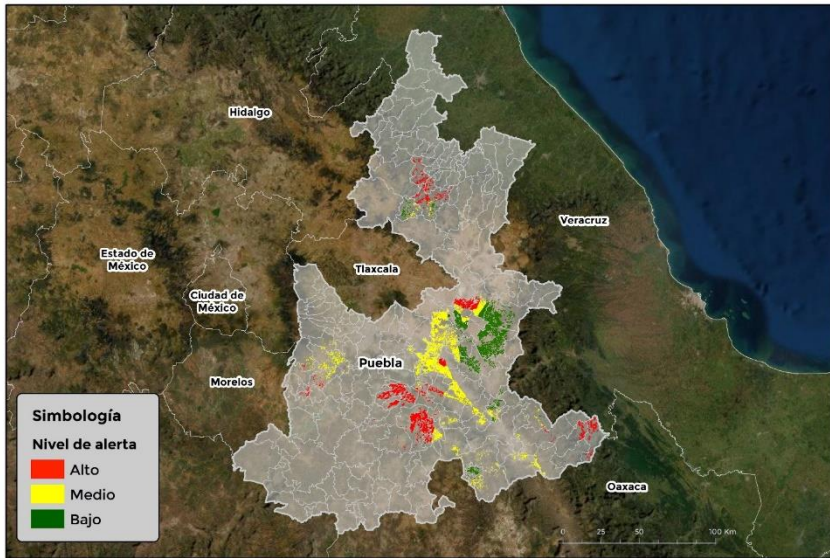 Hidalgo
Veracruz
Estado de
México
Tlaxcala
Ciudad de
México
Puebla
Morelos
Simbología
Nivel de alerta
Alto
Medio
Bajo
Oaxaca
0 25 50 100 Km